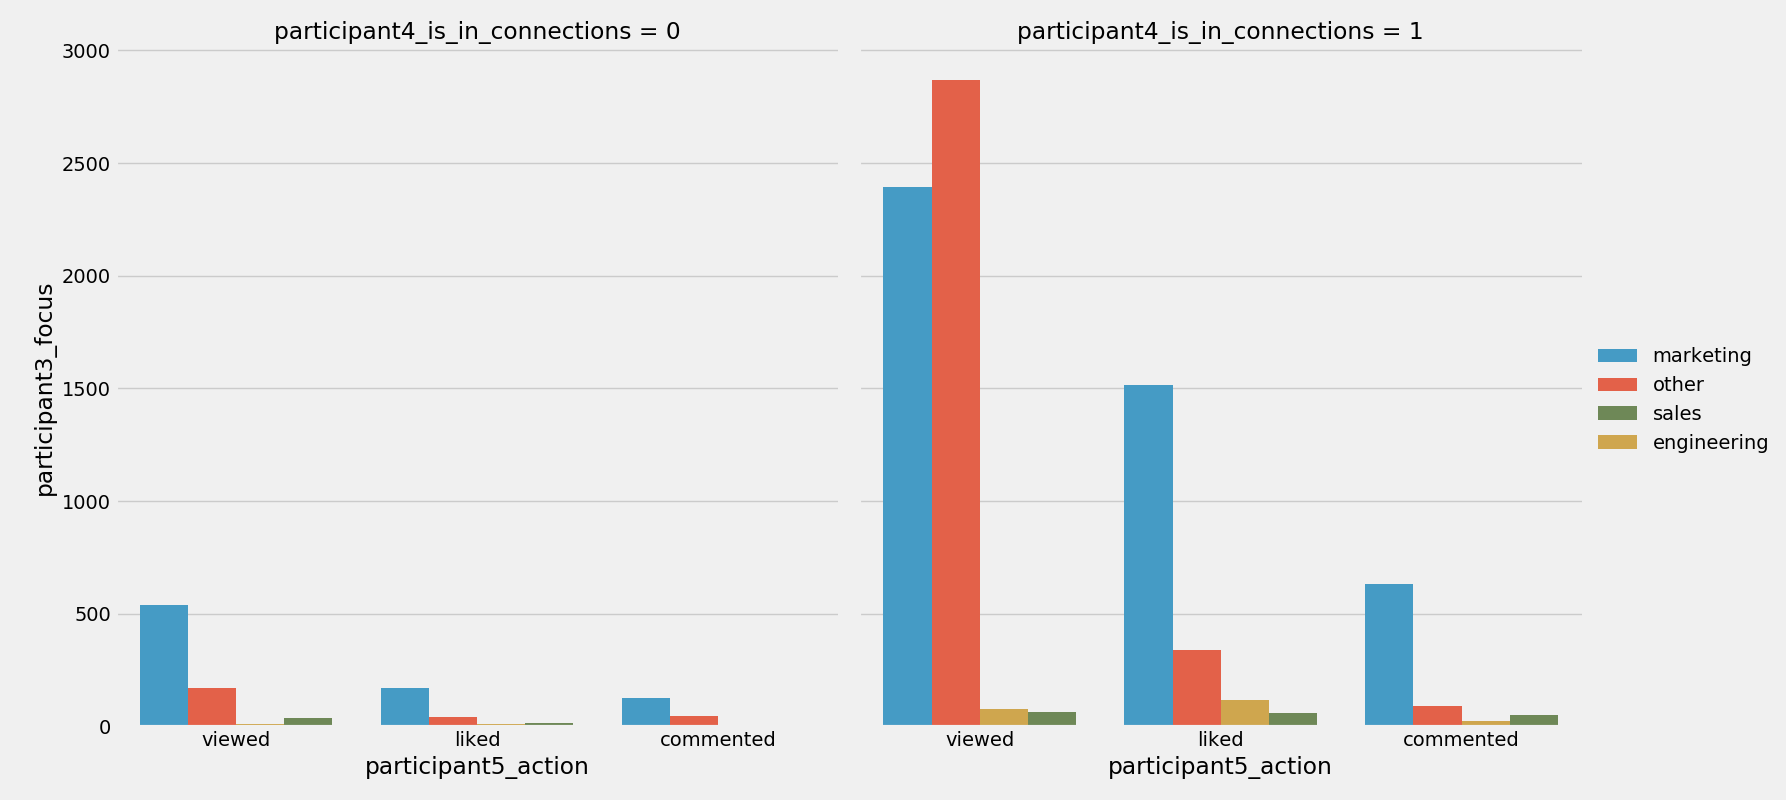 participant4_is_in_connections = 0
participant4_is_in_connections = 1
3000
2500
2000
1500
1000
500
0
participant3_focus
viewed
liked
commented
participant5_action
viewed
liked
commented
participant5_action
marketing
other
sales
engineering